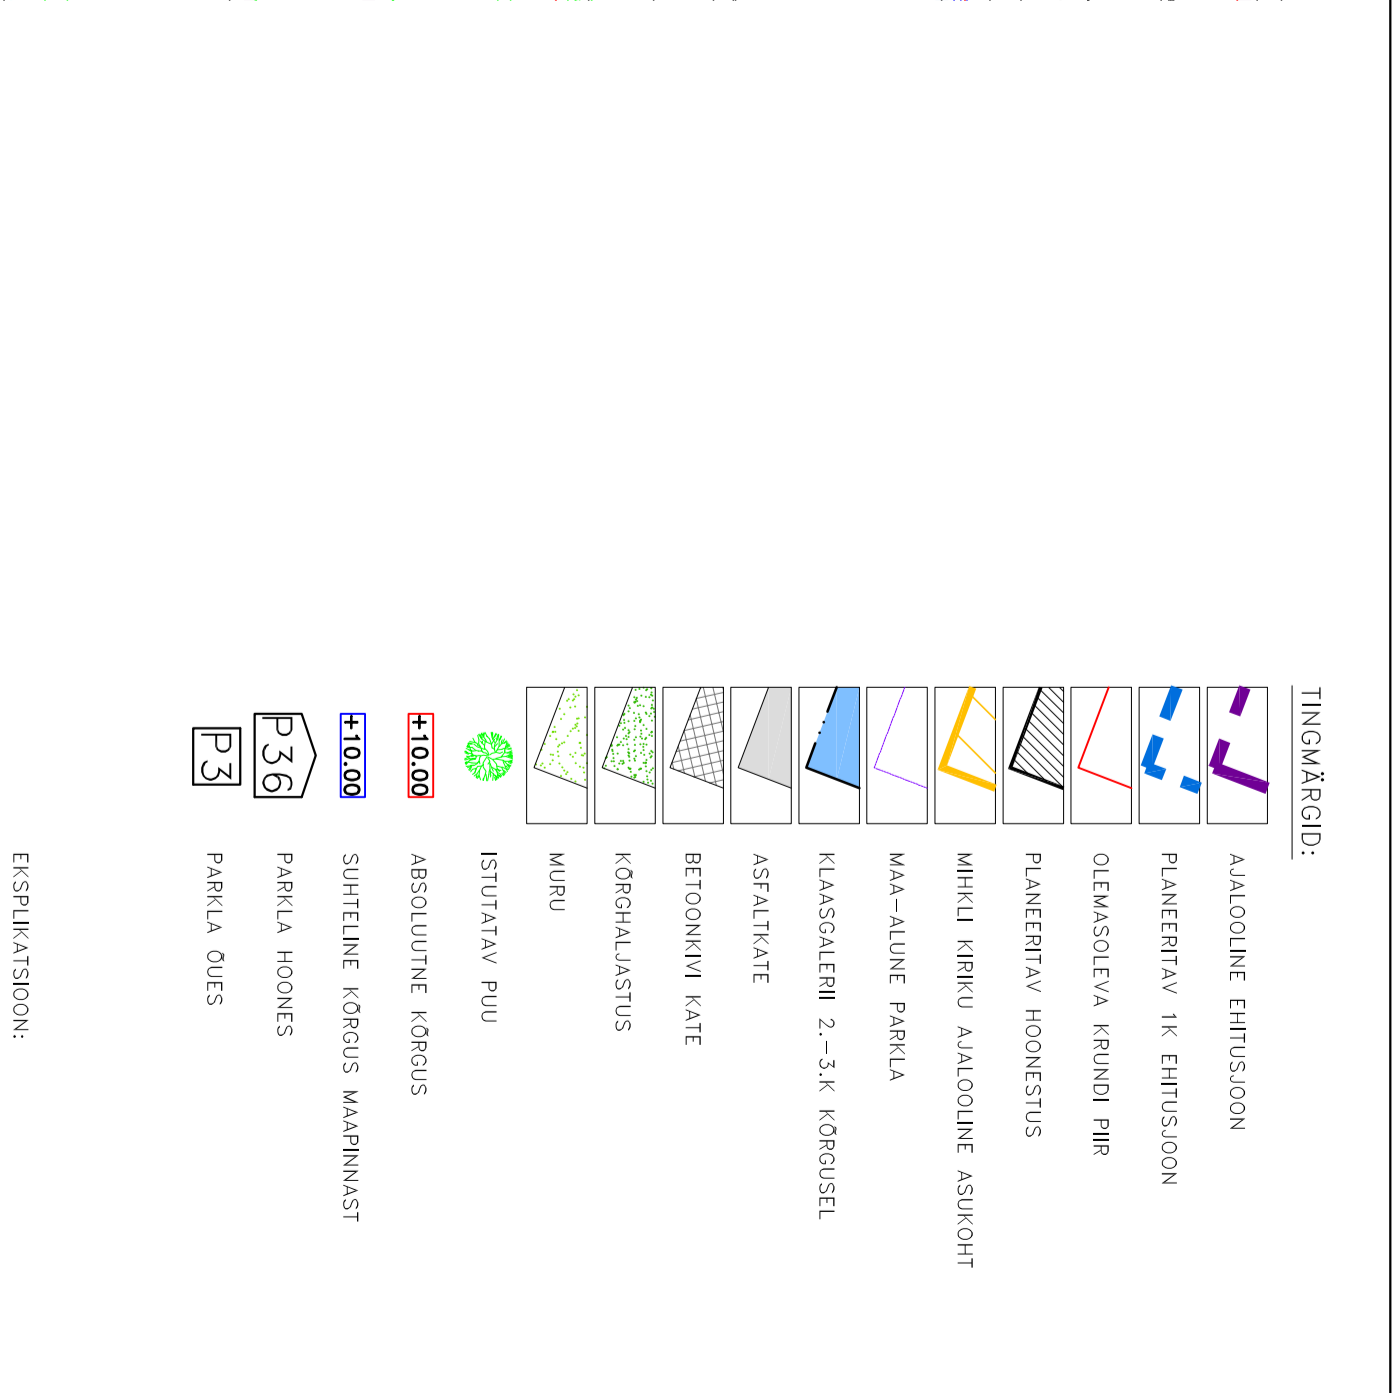 TINGMÄRGID:
AJALOOLINE EHITUSJOON
PLANEERITAV 1K EHITUSJOON
OLEMASOLEVA KRUNDI PIIR
PLANEERITAV HOONESTUS
MIHKLI KIRIKU AJALOOLINE ASUKOHT
MAA-ALUNE PARKLA
KLAASGALERII 2.-3.K KÕRGUSEL
ASFALTKATE
BETOONKIVI KATE
KÕRGHALJASTUS
MURU
ISTUTATAV PUU
+10.00 ABSOLUUTNE KÕRGUS
+10.00 SUHTELINE KÕRGUS MAAPINNAST
P36 PARKLA HOONES
P3 PARKLA ÕUES
EKSPLIKATSIOON: